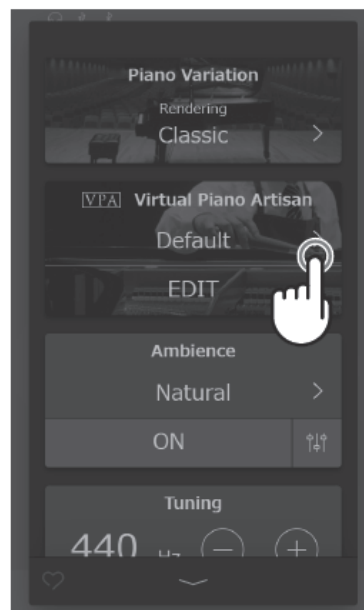 Piano Variation
Rendering
Classic
VPA Virtual Piano Artisan
Default
EDIT
Ambience
Natural
ON
Tuning
440 Hz